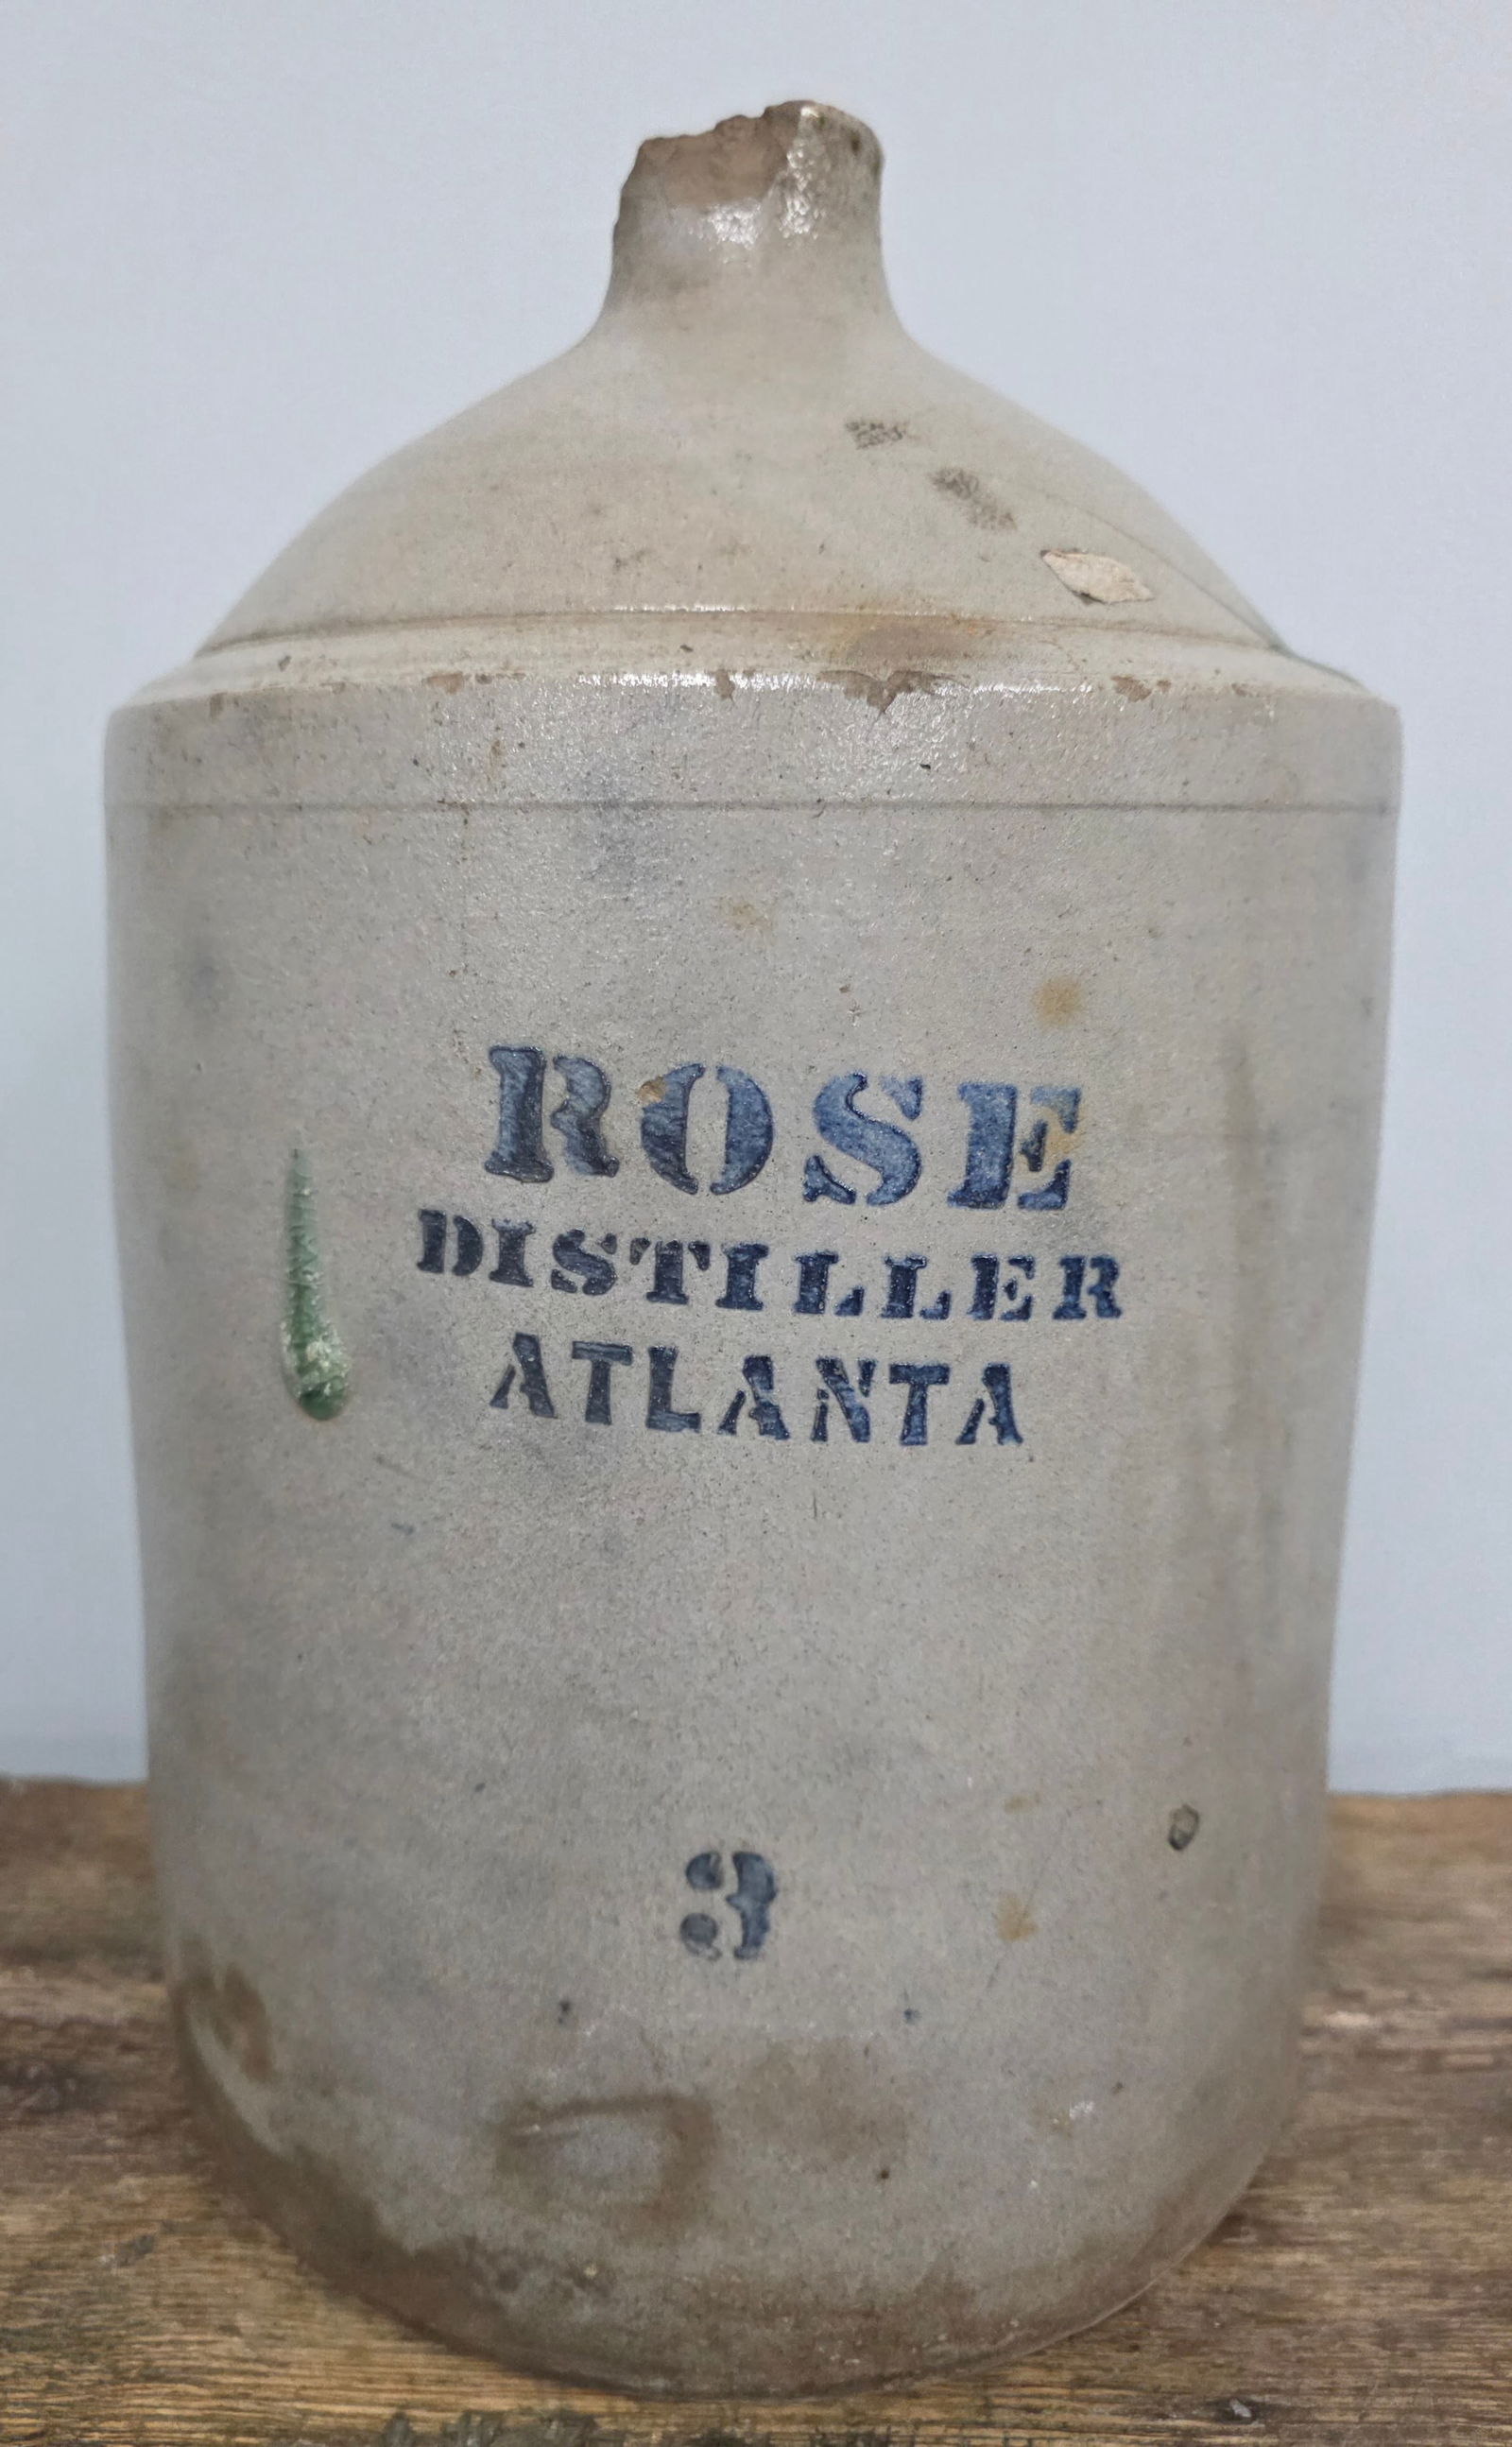 ROSE
DISTILLER
ATLANTA
3